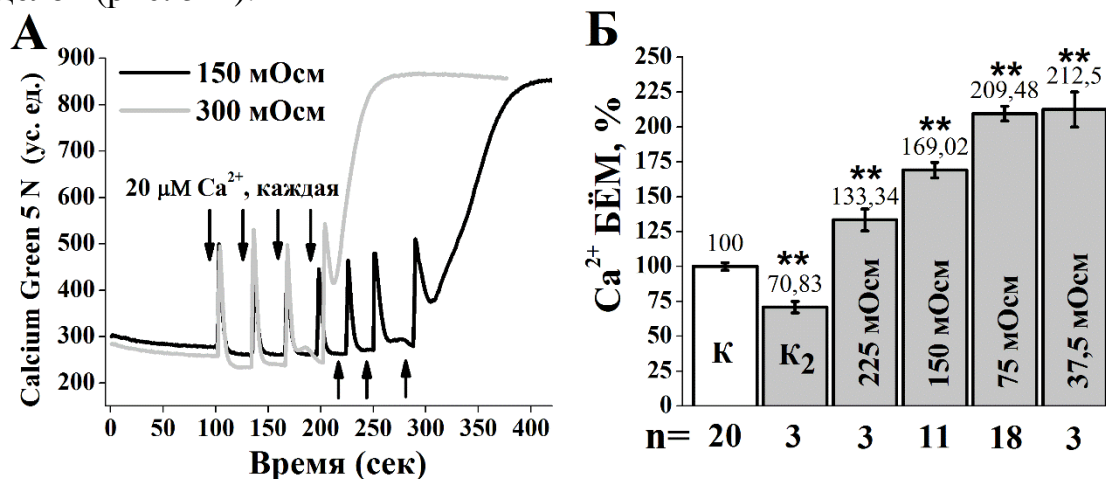 А
Calcium Green 5 N (ус. ед.)
900
800
700
600
500
400
300
200
150 мОсм
300 мОсм
20 μM Ca²⁺, каждая
0 50 100 150 200 250 300 350 400
Время (сек)
Б
Ca²⁺ БЁМ, %
250
225
200
175
150
125
100
75
50
25
0
100
К
**
70,83
К₂
**
133,34
225 мОсм
**
169,02
150 мОсм
**
209,48
75 мОсм
**
212,5
37,5 мОсм
n= 20 3 3 11 18 3